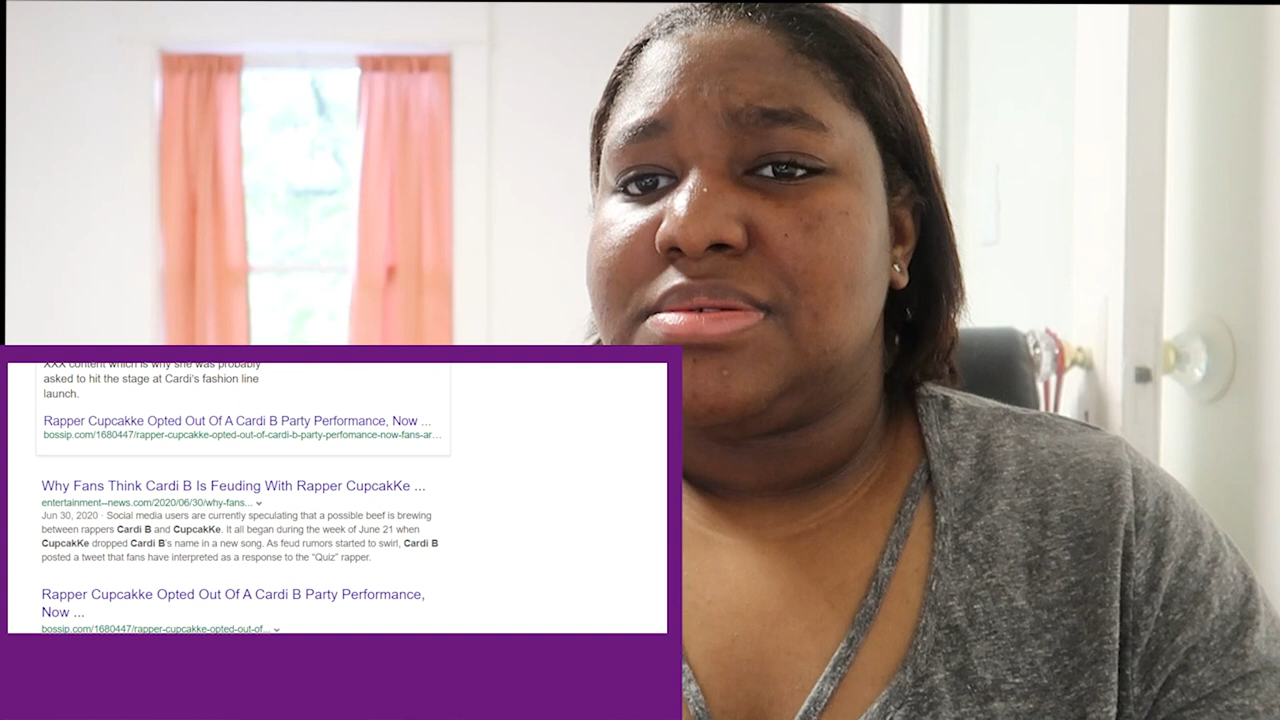 XXX content which is why she was probably
asked to hit the stage at Cardi's fashion line
launch.
Rapper Cupcakke Opted Out Of A Cardi B Party Performance, Now ...
bossip.com/1680447/rapper-cupcakke-opted-out-of-cardi-b-party-perfomance-now-fans-ar...
Why Fans Think Cardi B Is Feuding With Rapper CupcakKe ...
entertainment--news.com/2020/06/30/why-fans...
Jun 30, 2020 · Social media users are currently speculating that a possible beef is brewing
between rappers Cardi B and CupcakKe. It all began during the week of June 21 when
CupcakKe dropped Cardi B's name in a new song. As feud rumors started to swirl, Cardi B
posted a tweet that fans have interpreted as a response to the “Quiz” rapper.
Rapper Cupcakke Opted Out Of A Cardi B Party Performance,
Now ...
bossip.com/1680447/rapper-cupcakke-opted-out-of...